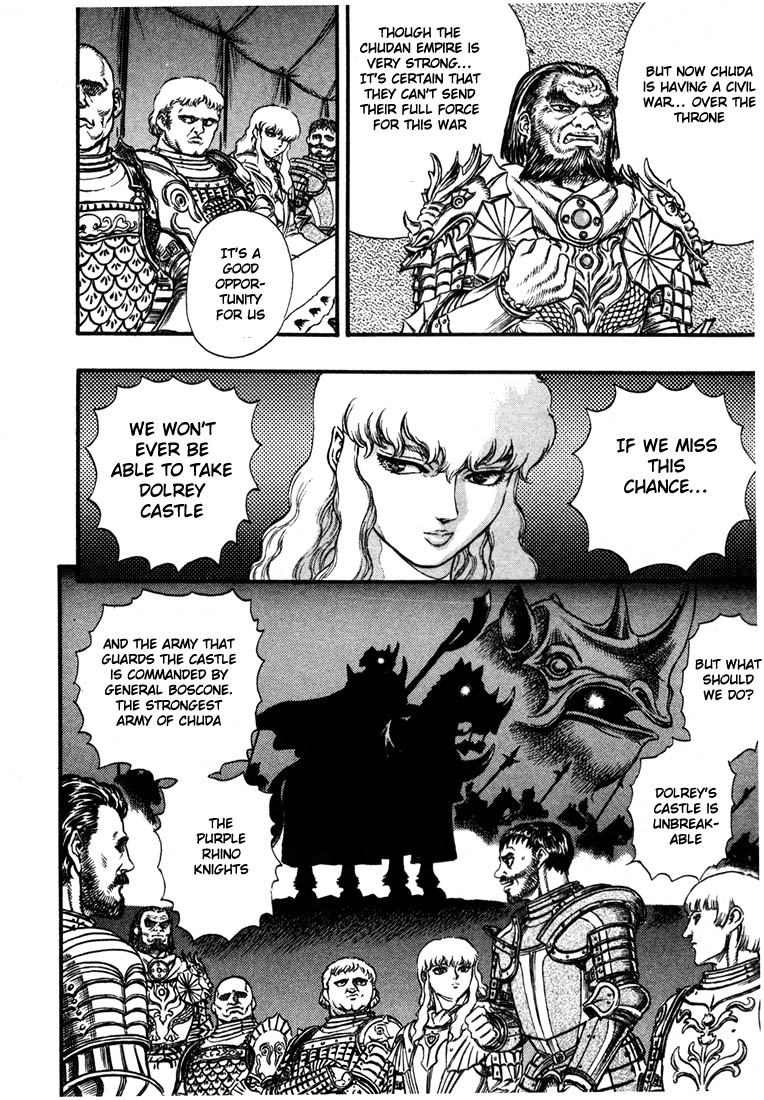 BUT NOW CHUDA
IS HAVING A CIVIL
WAR... OVER THE
THRONE
THOUGH THE
CHUDAN EMPIRE IS
VERY STRONG...
IT'S CERTAIN THAT
THEY CAN'T SEND
THEIR FULL FORCE
FOR THIS WAR
IT'S A
GOOD
OPPOR-
TUNITY
FOR US
IF WE MISS
THIS
CHANCE...
WE WON'T
EVER BE
ABLE TO TAKE
DOLREY
CASTLE
BUT WHAT
SHOULD
WE DO?
DOLREY'S
CASTLE IS
UNBREAK-
ABLE
AND THE ARMY THAT
GUARDS THE CASTLE
IS COMMANDED BY
GENERAL BOSCONE.
THE STRONGEST
ARMY OF CHUDA
THE
PURPLE
RHINO
KNIGHTS